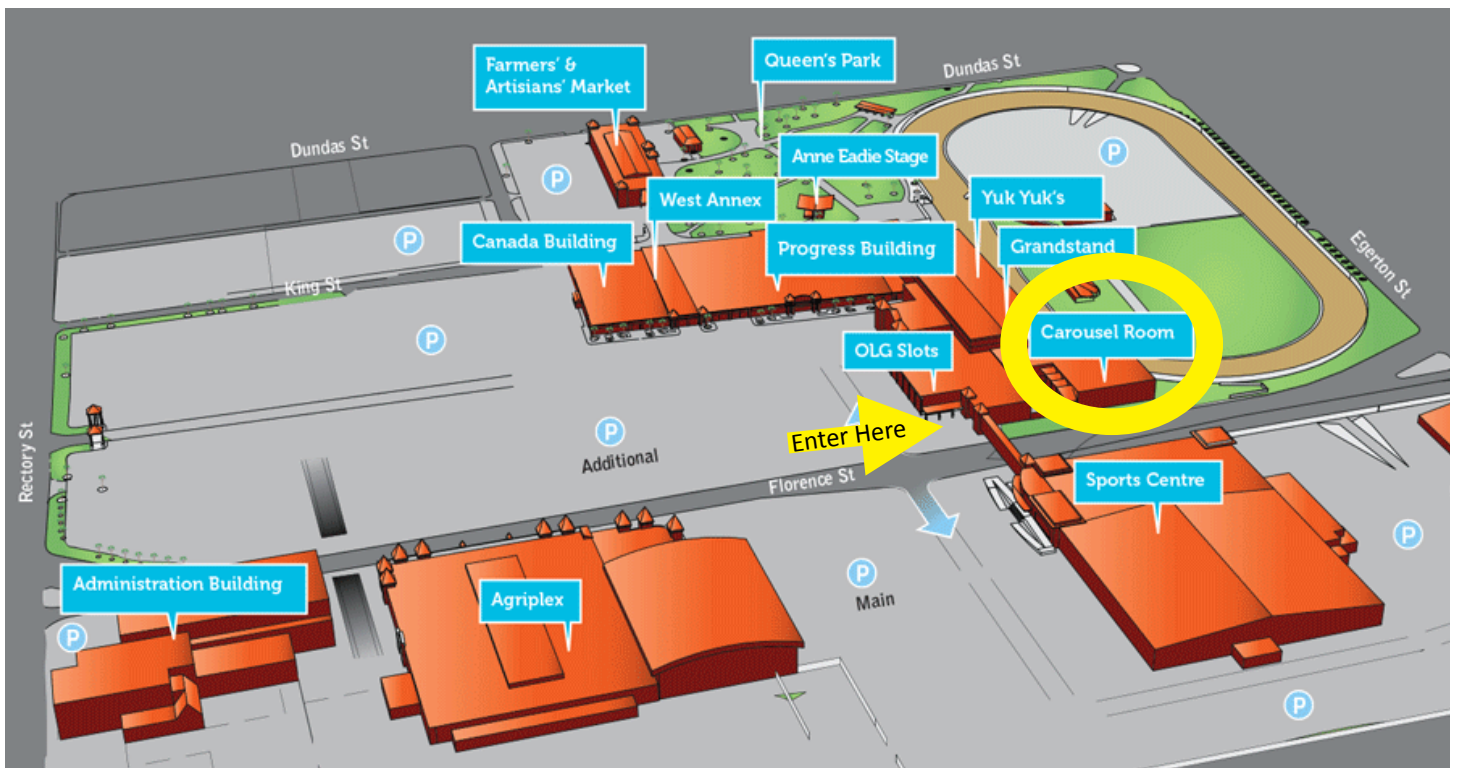 Farmers' &
Artisians' Market
Queen's Park
Dundas St
Dundas St
Anne Eadie Stage
P
P
West Annex
Yuk Yuk's
P
Canada Building
Progress Building
Grandstand
Egerton St
King St
P
OLG Slots
Carousel Room
Rectory St
P
Additional
Enter Here
Florence St
Sports Centre
P
Administration Building
Agriplex
P
Main
P
P